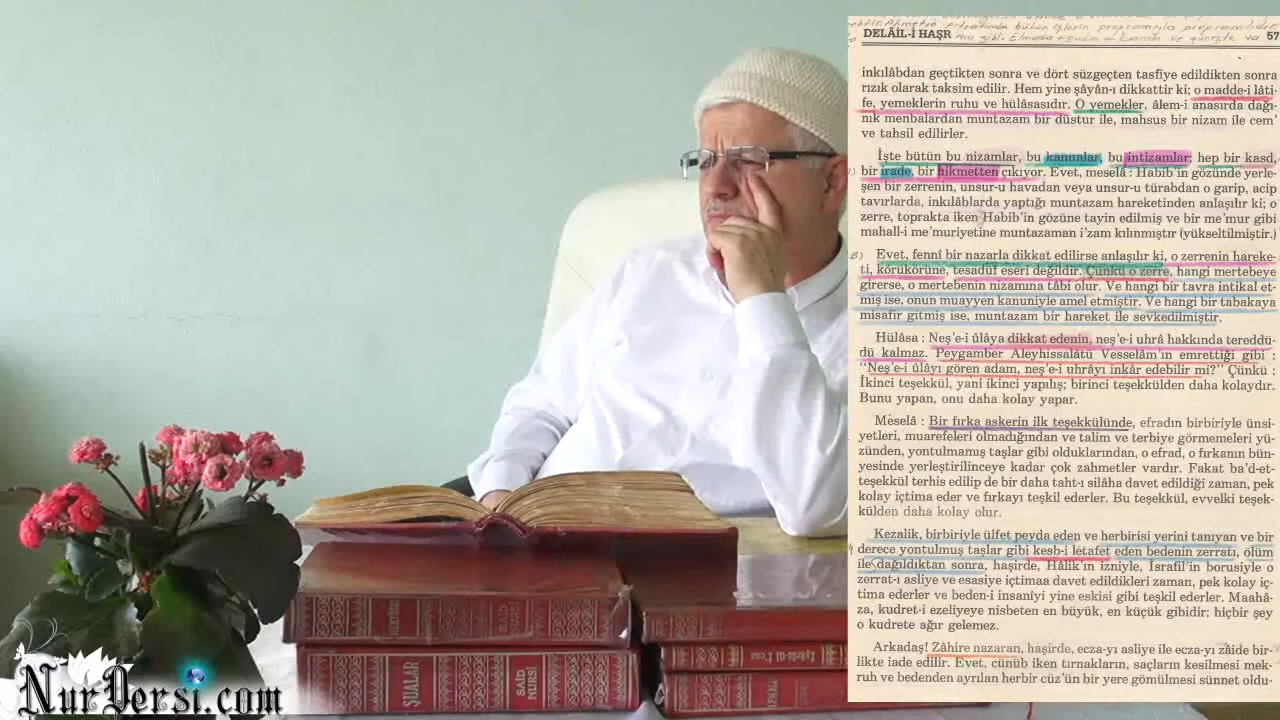 DELÂİL-İ HAŞR
57
inkılâbdan geçtikten sonra ve dört süzgeçten tasfiye edildikten sonra
rızık olarak taksim edilir. Hem yine şâyân-ı dikkattir ki; o madde-i lâti-
fe, yemeklerin ruhu ve hülâsasıdır. O yemekler, âlem-i anasırda dağı-
nık menbalardan muntazam bir düstur ile, mahsus bir nizam ile cem'
ve tahsil edilirler.
İşte bütün bu nizamlar, bu kanunlar, bu intizamlar; hep bir kasd,
bir irade, bir hikmetten çıkıyor. Evet, meselâ : Habib'in gözünde yerle-
şen bir zerrenin, unsur-u havadan veya unsur-u türabdan o garip, acip
tavırlarda, inkılâblarda yaptığı muntazam hareketinden anlaşılır ki; o
zerre, toprakta iken Habib'in gözüne tayin edilmiş ve bir me'mur gibi
mahall-i me'muriyetine muntazaman i'zam kılınmıştır (yükseltilmiştir.)
B)
Evet, fennî bir nazarla dikkat edilirse anlaşılır ki, o zerrenin hareke-
ti, körükörüne, tesadüf eseri değildir. Çünkü o zerre, hangi mertebeye
girerse, o mertebenin nizamına tâbi olur. Ve hangi bir tavra intikal et-
miş ise, onun muayyen kanuniyle amel etmiştir. Ve hangi bir tabakaya
misafir gitmiş ise, muntazam bir hareket ile sevkedilmiştir.
Hülâsa : Neş'e-i ûlâya dikkat edenin, neş'e-i uhrâ hakkında tereddü-
dü kalmaz. Peygamber Aleyhissalâtü Vesselâm'ın emrettiği gibi :
"Neş'e-i ûlâyı gören adam, neş'e-i uhrâyı inkâr edebilir mi?" Çünkü :
İkinci teşekkül, yani ikinci yapılış; birinci teşekkülden daha kolaydır.
Bunu yapan, onu daha kolay yapar.
Meselâ : Bir fırka askerin ilk teşekkülünde, efradın birbiriyle ünsi-
yetleri, muarefeleri olmadığından ve talim ve terbiye görmemeleri yü-
zünden, yontulmamış taşlar gibi olduklarından, o efrad, o fırkanın bün-
yesinde yerleştirilinceye kadar çok zahmetler vardır. Fakat ba'd-et-
teşekkül terhis edilip de bir daha taht-ı silâha davet edildiği zaman, pek
kolay içtima eder ve fırkayı teşkil ederler. Bu teşekkül, evvelki teşek-
külden daha kolay olur.
Kezalik, birbiriyle ülfet peyda eden ve herbirisi yerini tanıyan ve bir
derece yontulmuş taşlar gibi kesb-i letafet eden bedenin zerratı, ölüm
ile dağıldıktan sonra, haşirde, Hâlik'ın izniyle, İsrafil'in borusiyle o
zerrat-ı asliye ve esasiye içtimaa davet edildikleri zaman, pek kolay iç-
tima ederler ve beden-i insanîyi yine eskisi gibi teşkil ederler. Maahâ-
za, kudret-i ezeliyeye nisbeten en büyük, en küçük gibidir; hiçbir şey
o kudrete ağır gelemez.
Arkadaş! Zâhire nazaran, haşirde, ecza-yı asliye ile ecza-yı zâide bir-
likte iade edilir. Evet, cünüb iken tırnakların, saçların kesilmesi mek-
ruh ve bedenden ayrılan herbir cüz'ün bir yere gömülmesi sünnet oldu-
ŞUALAR
SAİD
NURSİ
NurDersi.com